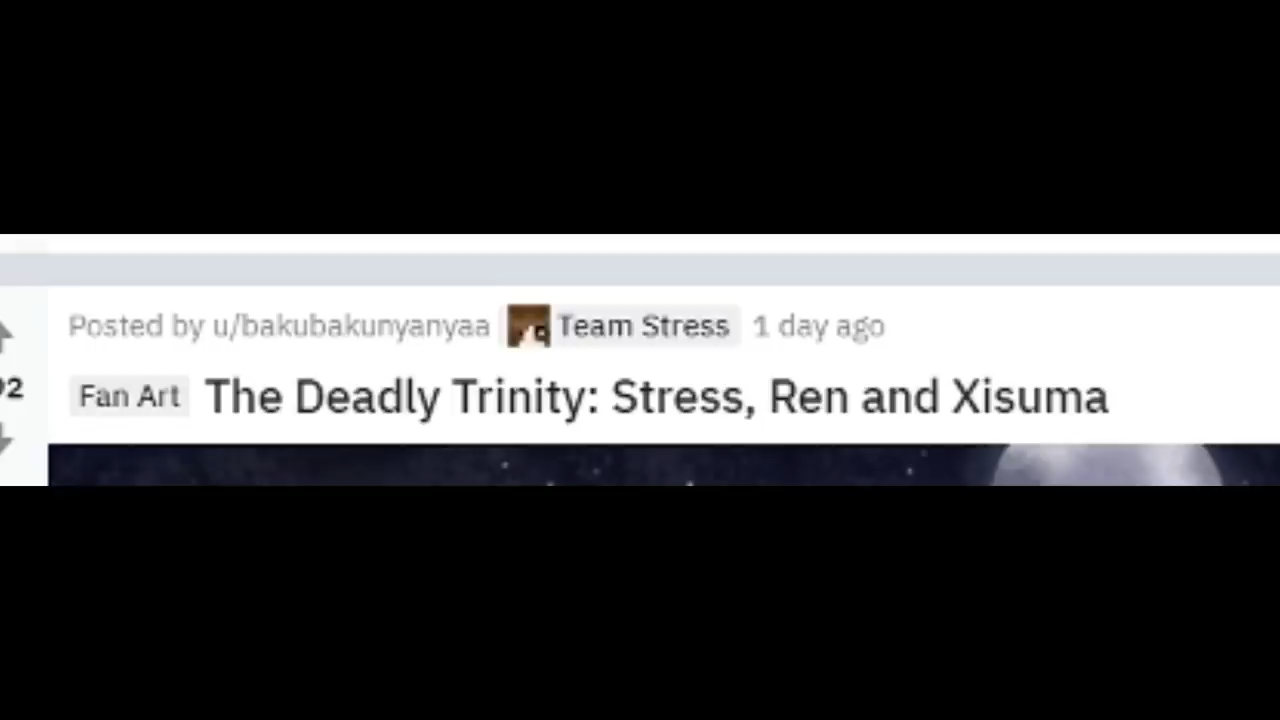 Posted by u/bakubakunyanyaa Team Stress 1 day ago
Fan Art The Deadly Trinity: Stress, Ren and Xisuma